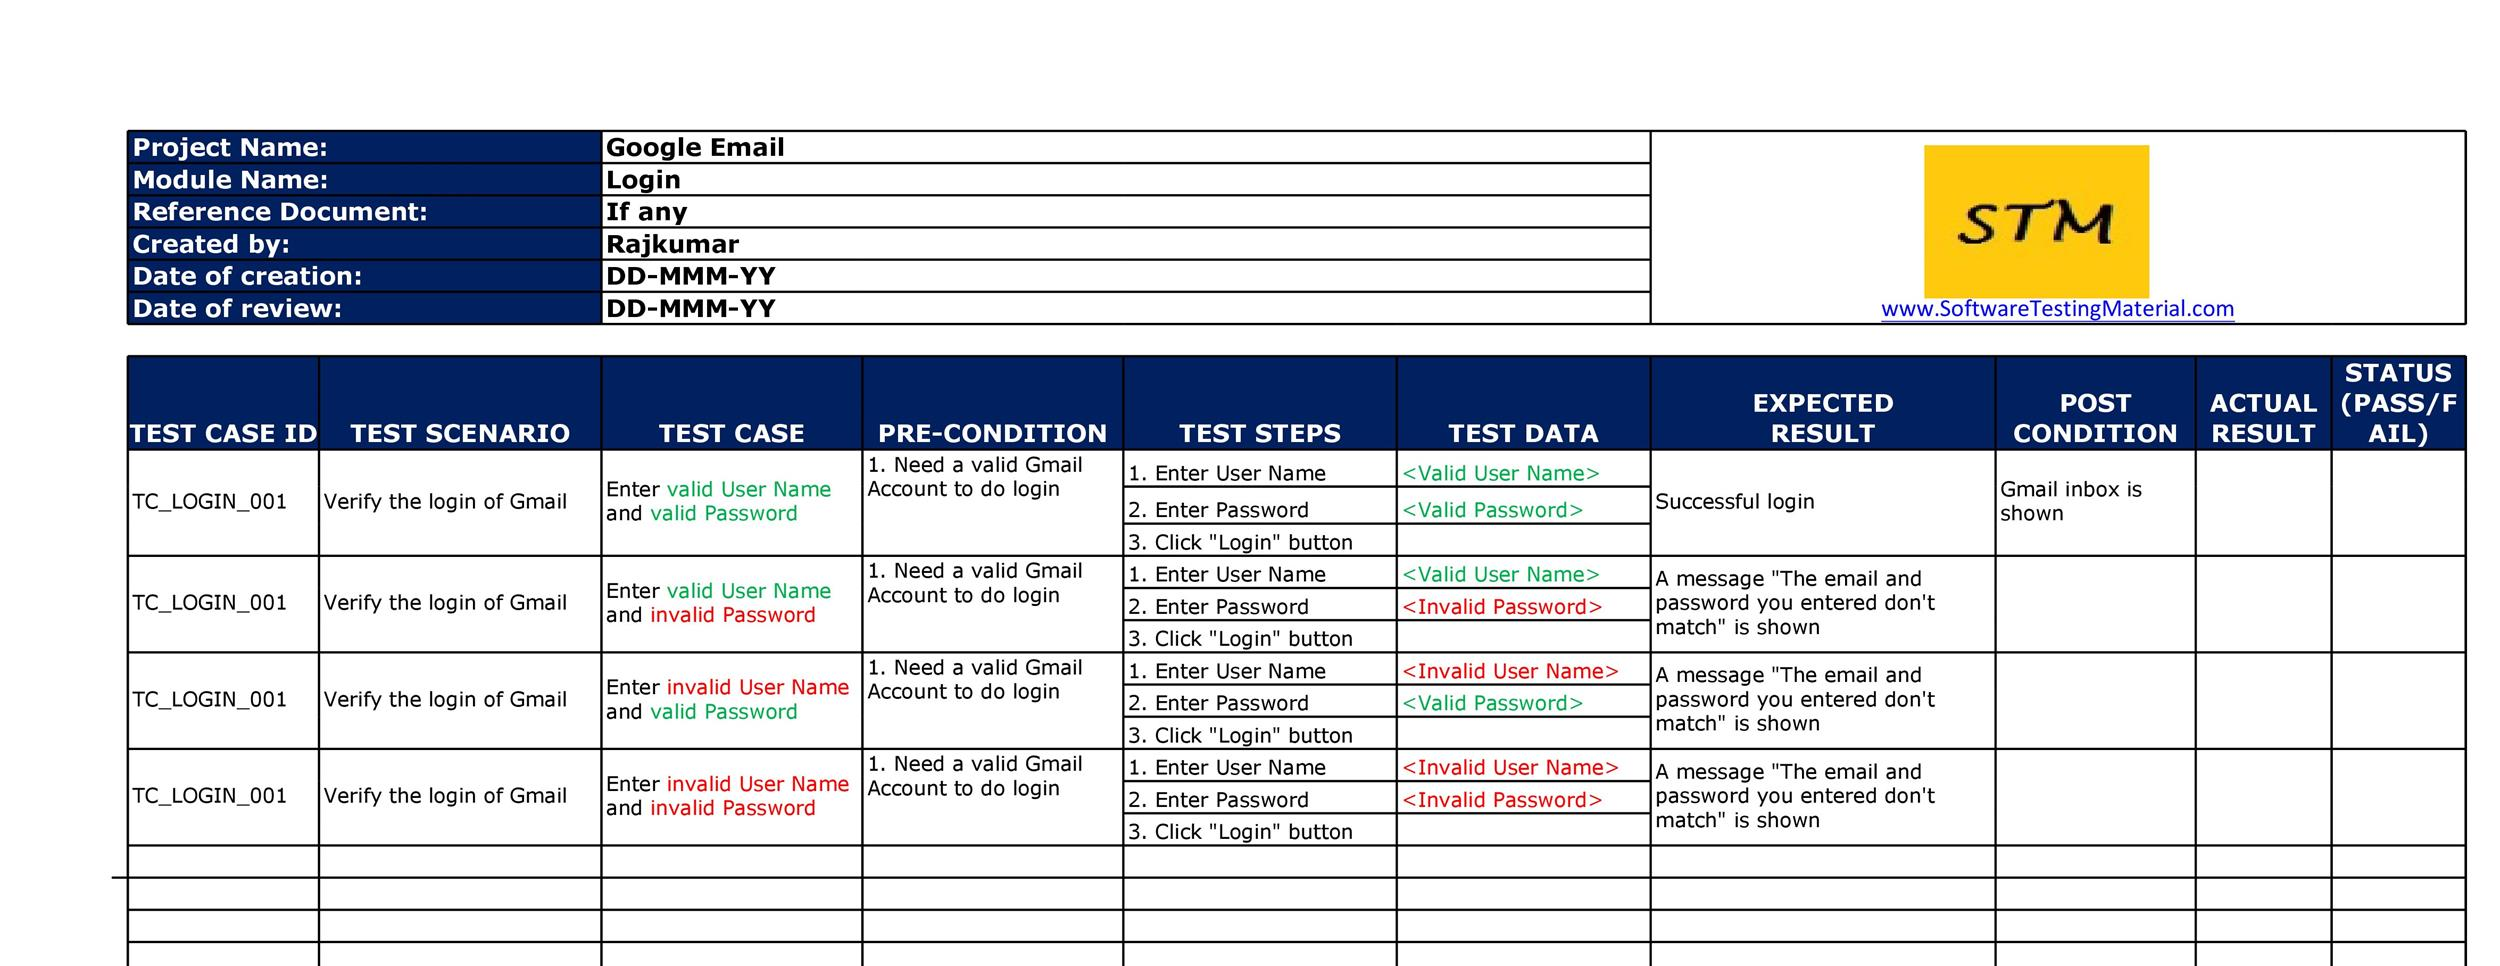 Project Name: Google Email
Module Name: Login
Reference Document: If any
Created by: Rajkumar
Date of creation: DD-MMM-YY
Date of review: DD-MMM-YY
STM
www.SoftwareTestingMaterial.com
TEST CASE ID
TEST SCENARIO
TEST CASE
PRE-CONDITION
TEST STEPS
TEST DATA
EXPECTED
RESULT
POST
CONDITION
ACTUAL
RESULT
STATUS
(PASS/F
AIL)
TC_LOGIN_001
Verify the login of Gmail
Enter valid User Name
and valid Password
1. Need a valid Gmail
Account to do login
1. Enter User Name
<Valid User Name>
2. Enter Password
<Valid Password>
3. Click "Login" button
Successful login
Gmail inbox is
shown
TC_LOGIN_001
Verify the login of Gmail
Enter valid User Name
and invalid Password
1. Need a valid Gmail
Account to do login
1. Enter User Name
<Valid User Name>
2. Enter Password
<Invalid Password>
3. Click "Login" button
A message "The email and
password you entered don't
match" is shown
TC_LOGIN_001
Verify the login of Gmail
Enter invalid User Name
and valid Password
1. Need a valid Gmail
Account to do login
1. Enter User Name
<Invalid User Name>
2. Enter Password
<Valid Password>
3. Click "Login" button
A message "The email and
password you entered don't
match" is shown
TC_LOGIN_001
Verify the login of Gmail
Enter invalid User Name
and invalid Password
1. Need a valid Gmail
Account to do login
1. Enter User Name
<Invalid User Name>
2. Enter Password
<Invalid Password>
3. Click "Login" button
A message "The email and
password you entered don't
match" is shown